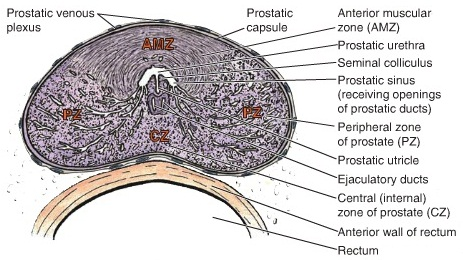 Prostatic venous
plexus
Prostatic
capsule
Anterior muscular
zone (AMZ)
Prostatic urethra
Seminal colliculus
Prostatic sinus
(receiving openings
of prostatic ducts)
Peripheral zone
of prostate (PZ)
Prostatic utricle
Ejaculatory ducts
Central (internal)
zone of prostate (CZ)
Anterior wall of rectum
Rectum
AMZ
PZ
PZ
CZ